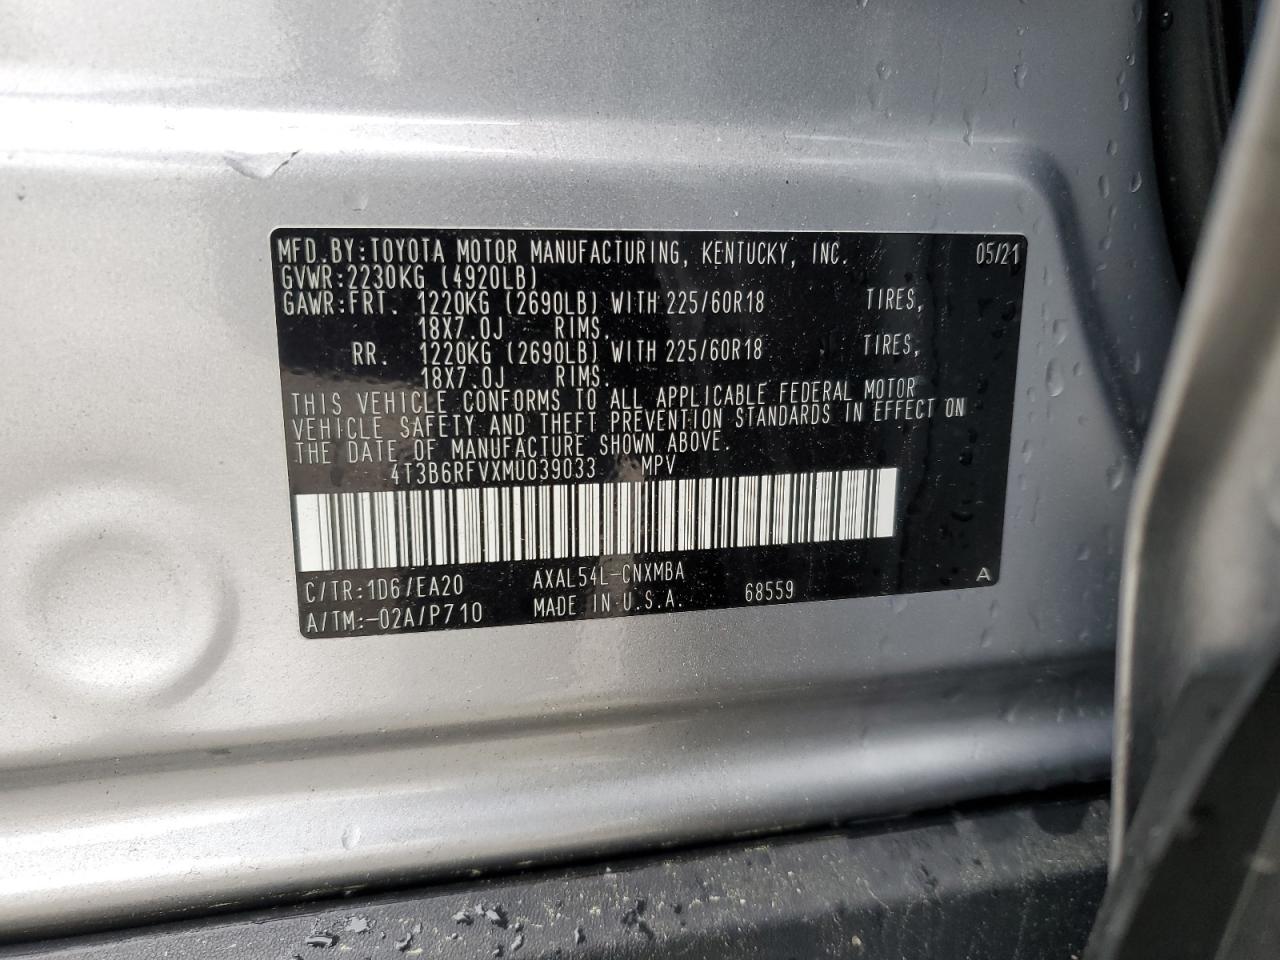 MFD.BY:TOYOTA MOTOR MANUFACTURING, KENTUCKY, INC. 05/21
GVWR:2230KG (4920LB)
GAWR:FRT. 1220KG (2690LB) WITH 225/60R18 TIRES,
18X7.0J RIMS,
RR. 1220KG (2690LB) WITH 225/60R18 TIRES,
18X7.0J RIMS.
THIS VEHICLE CONFORMS TO ALL APPLICABLE FEDERAL MOTOR
VEHICLE SAFETY AND THEFT PREVENTION STANDARDS IN EFFECT ON
THE DATE OF MANUFACTURE SHOWN ABOVE.
4T3B6RFVXMU039033 MPV
C/TR:1D6/EA20 AXAL54L-CNXMBA A
A/TM:-02A/P710 MADE IN U.S.A. 68559